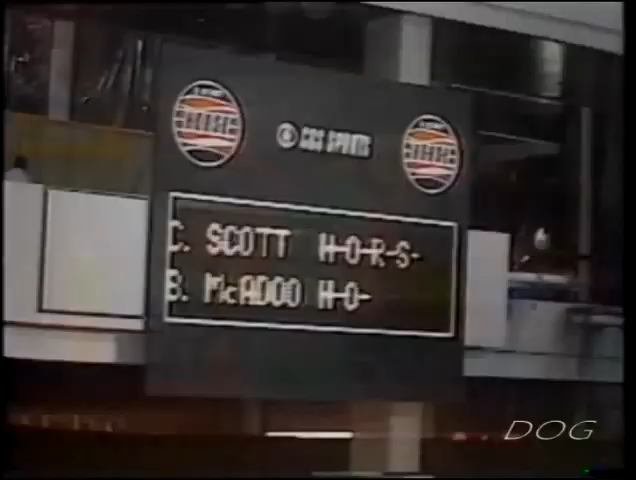 CBS SPORTS
C. SCOTT H-O-R-S-
B. McADOO H-O-
DOG